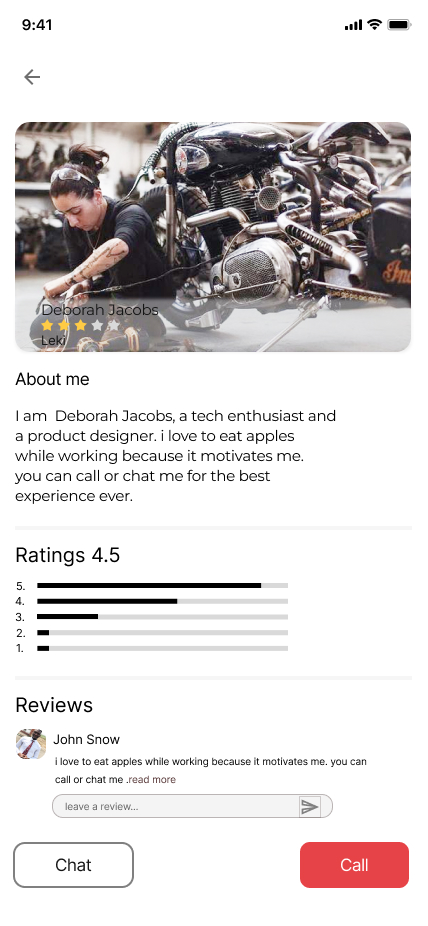 9:41
Indi
Deborah Jacobs
Leki
About me
I am  Deborah Jacobs, a tech enthusiast and
a product designer. i love to eat apples
while working because it motivates me.
you can call or chat me for the best
experience ever.
Ratings 4.5
5.
4.
3.
2.
1.
Reviews
John Snow
i love to eat apples while working because it motivates me. you can
call or chat me .read more
leave a review...
Chat
Call